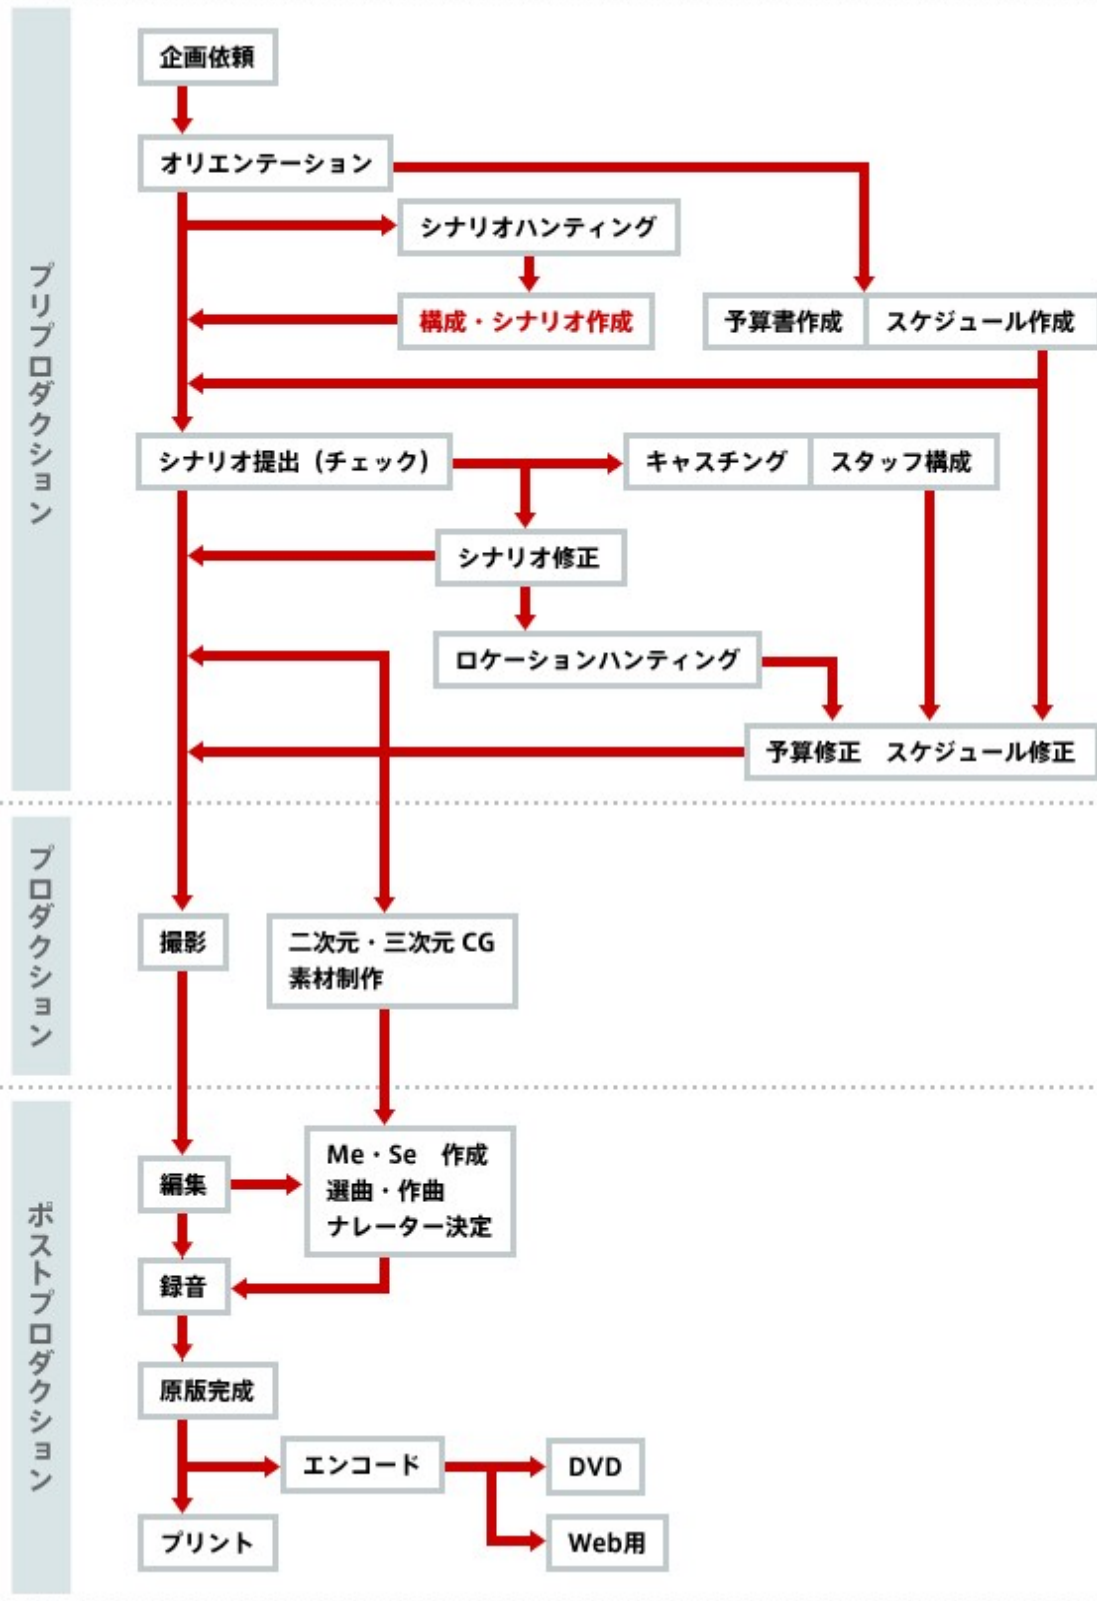 プリプロダクション
企画依頼
オリエンテーション
シナリオハンティング
構成・シナリオ作成
予算書作成
スケジュール作成
シナリオ提出（チェック）
キャスチング
スタッフ構成
シナリオ修正
ロケーションハンティング
予算修正　スケジュール修正
プロダクション
撮影
二次元・三次元 CG
素材制作
ポストプロダクション
編集
Me・Se　作成
選曲・作曲
ナレーター決定
録音
原版完成
エンコード
DVD
プリント
Web用